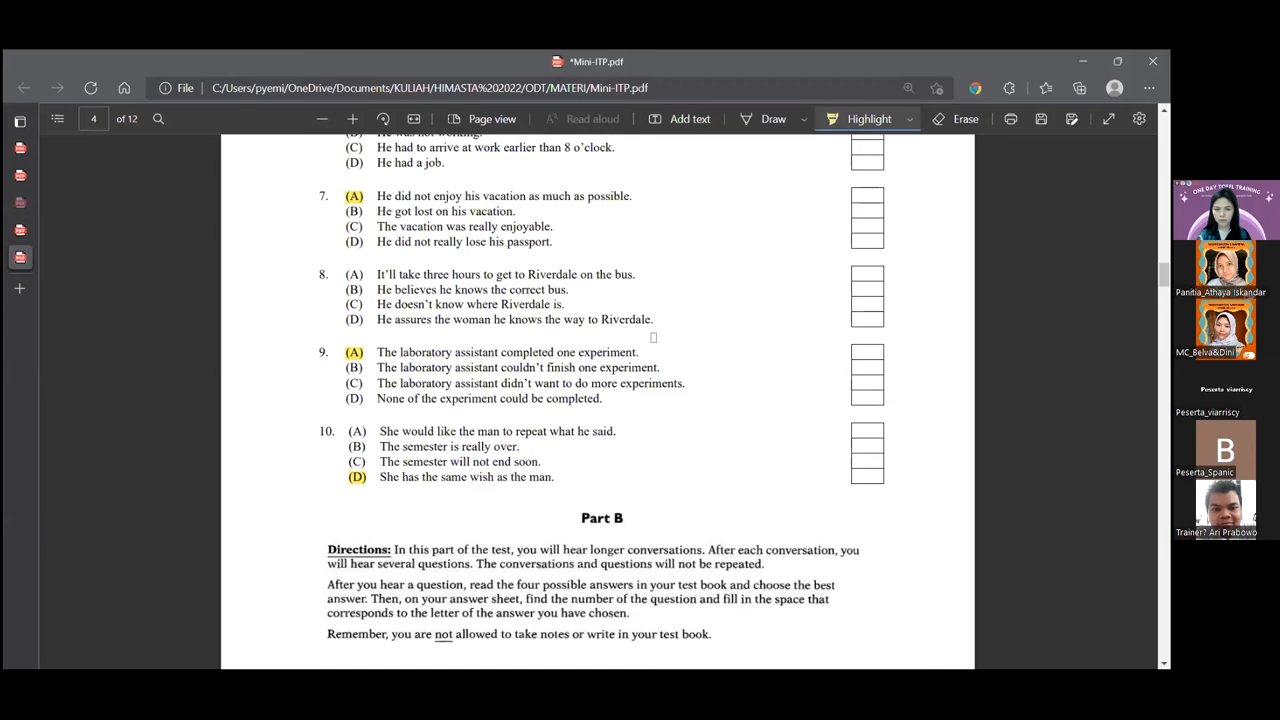 *Mini-ITP.pdf
File
C:/Users/pyemi/OneDrive/Documents/KULIAH/HIMASTA%202022/ODT/MATERI/Mini-ITP.pdf
4 of 12
Page view
Read aloud
Add text
Draw
Highlight
Erase
(B) He was not working.
(C) He had to arrive at work earlier than 8 o'clock.
(D) He had a job.
7. (A) He did not enjoy his vacation as much as possible.
(B) He got lost on his vacation.
(C) The vacation was really enjoyable.
(D) He did not really lose his passport.
8. (A) It'll take three hours to get to Riverdale on the bus.
(B) He believes he knows the correct bus.
(C) He doesn't know where Riverdale is.
(D) He assures the woman he knows the way to Riverdale.
9. (A) The laboratory assistant completed one experiment.
(B) The laboratory assistant couldn't finish one experiment.
(C) The laboratory assistant didn't want to do more experiments.
(D) None of the experiment could be completed.
10. (A) She would like the man to repeat what he said.
(B) The semester is really over.
(C) The semester will not end soon.
(D) She has the same wish as the man.
Part B
Directions: In this part of the test, you will hear longer conversations. After each conversation, you
will hear several questions. The conversations and questions will not be repeated.
After you hear a question, read the four possible answers in your test book and choose the best
answer. Then, on your answer sheet, find the number of the question and fill in the space that
corresponds to the letter of the answer you have chosen.
Remember, you are not allowed to take notes or write in your test book.
ONE DAY TOEFL TRAINING
Panitia_Athaya Iskandar
MC_Belva&Dini
Peserta viarriscy
Peserta_viarriscy
B
Peserta_Spanic
Trainer? Ari Prabowo